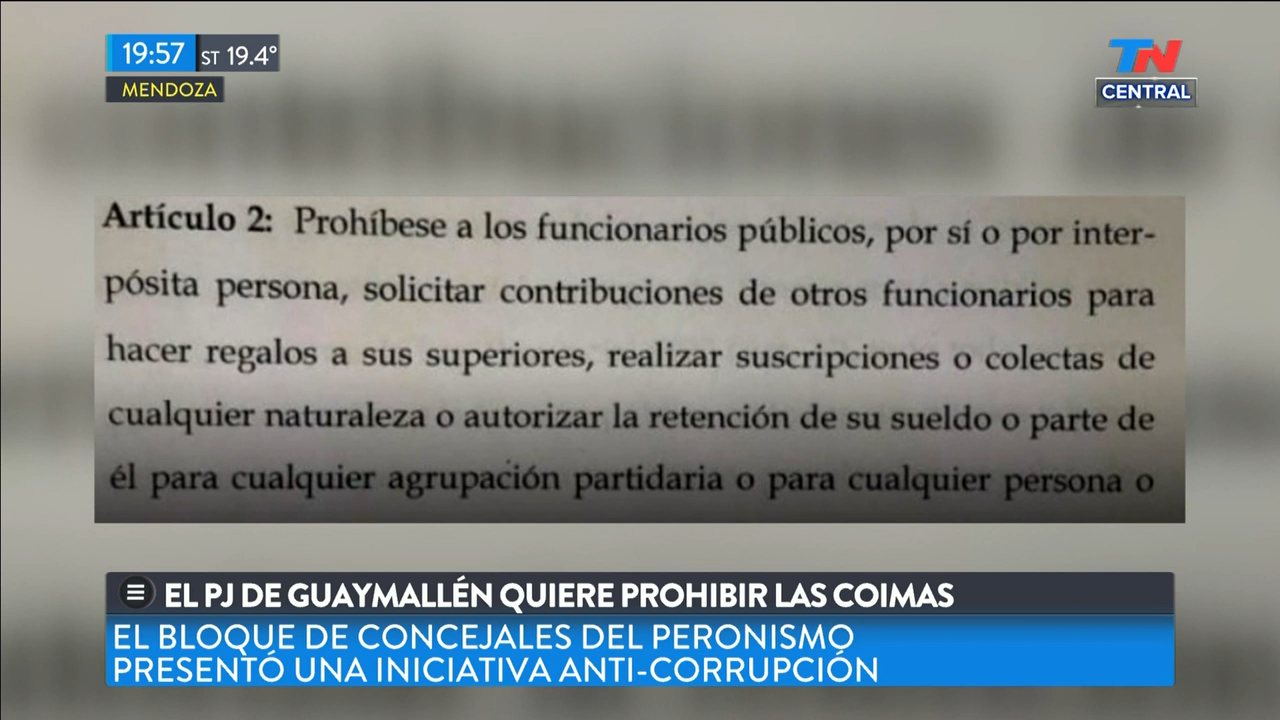 19:57 ST 19.4°
MENDOZA
TN
CENTRAL
Artículo 2: Prohíbese a los funcionarios públicos, por sí o por inter-
pósita persona, solicitar contribuciones de otros funcionarios para
hacer regalos a sus superiores, realizar suscripciones o colectas de
cualquier naturaleza o autorizar la retención de su sueldo o parte de
él para cualquier agrupación partidaria o para cualquier persona o
EL PJ DE GUAYMALLÉN QUIERE PROHIBIR LAS COIMAS
EL BLOQUE DE CONCEJALES DEL PERONISMO
PRESENTÓ UNA INICIATIVA ANTI-CORRUPCIÓN